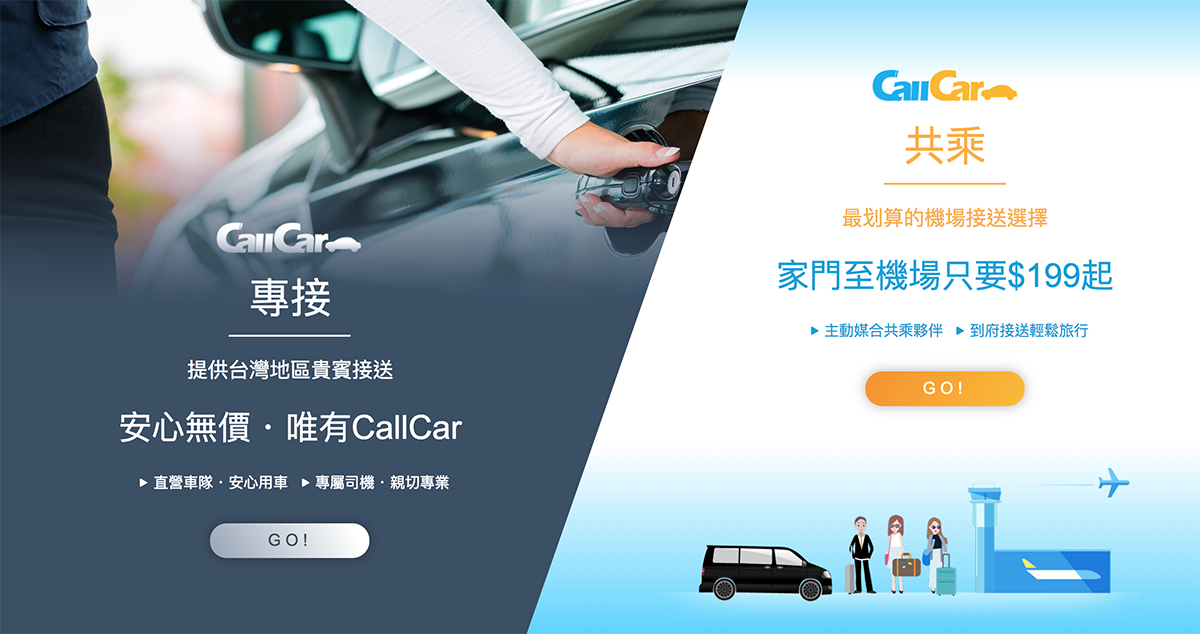 CallCar
專接
提供台灣地區貴賓接送
安心無價・唯有CallCar
▶ 直營車隊・安心用車 ▶ 專屬司機・親切專業
GO!
CallCar
共乘
最划算的機場接送選擇
家門至機場只要$199起
▶ 主動媒合共乘夥伴 ▶ 到府接送輕鬆旅行
GO!